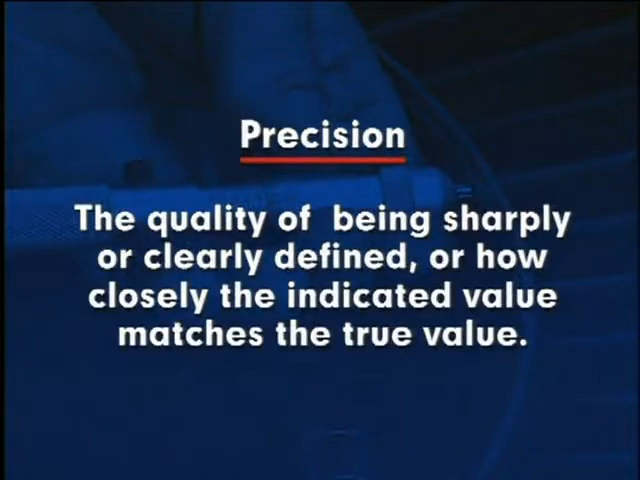 Precision
The quality of being sharply
or clearly defined, or how
closely the indicated value
matches the true value.